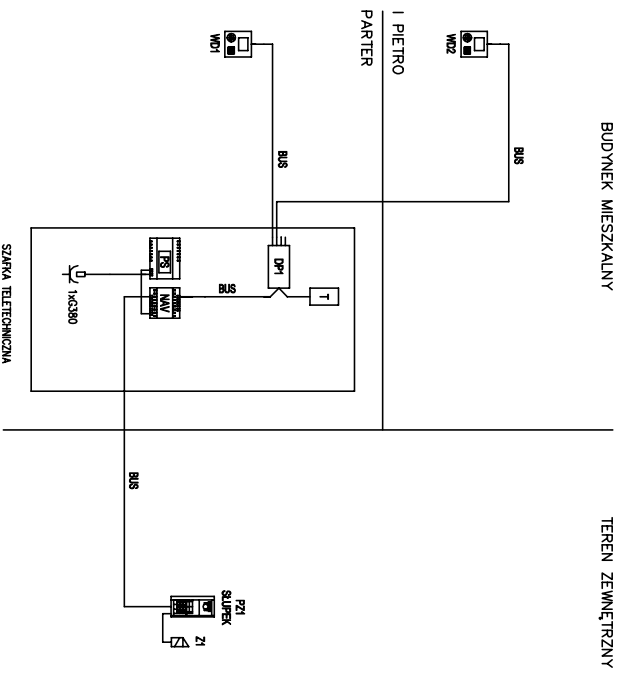 BUDYNEK MIESZKALNY
TEREN ZEWNĘTRZNY
WD2
BUS
I PIETRO
PARTER
WD1
BUS
DP1
T
BUS
PS
NAV
1xG380
SZAFKA TELETECHNICZNA
BUS
PZ1
SŁUPEK
Z1